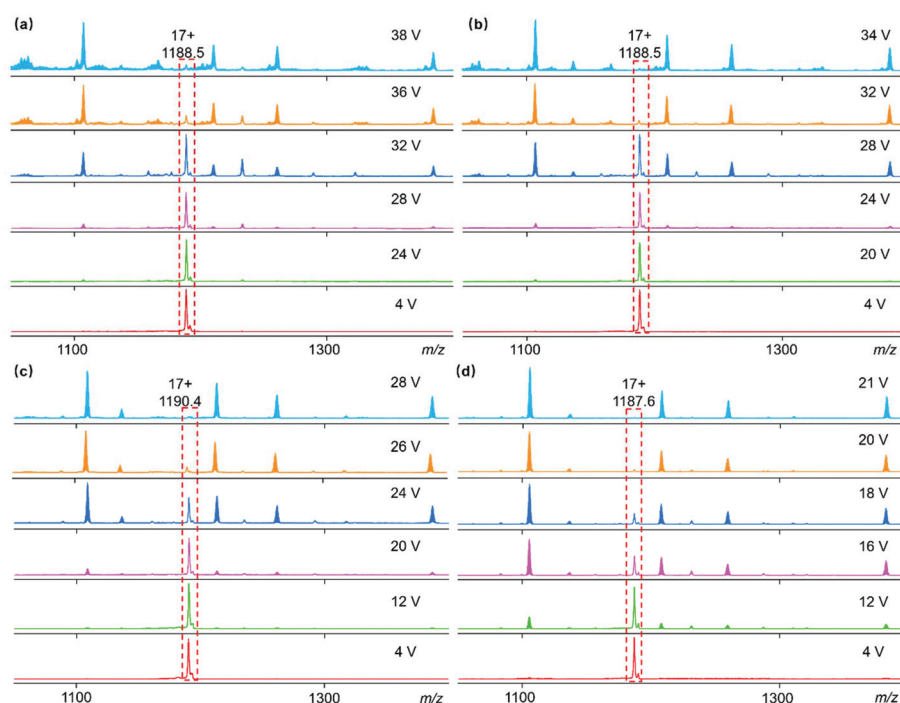 (a)
17+
1188.5
38 V
36 V
32 V
28 V
24 V
4 V
1100
1300
m/z
(b)
17+
1188.5
34 V
32 V
28 V
24 V
20 V
4 V
1100
1300
m/z
(c)
17+
1190.4
28 V
26 V
24 V
20 V
12 V
4 V
1100
1300
m/z
(d)
17+
1187.6
21 V
20 V
18 V
16 V
12 V
4 V
1100
1300
m/z